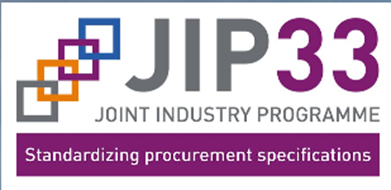 JIP33
JOINT INDUSTRY PROGRAMME
Standardizing procurement specifications